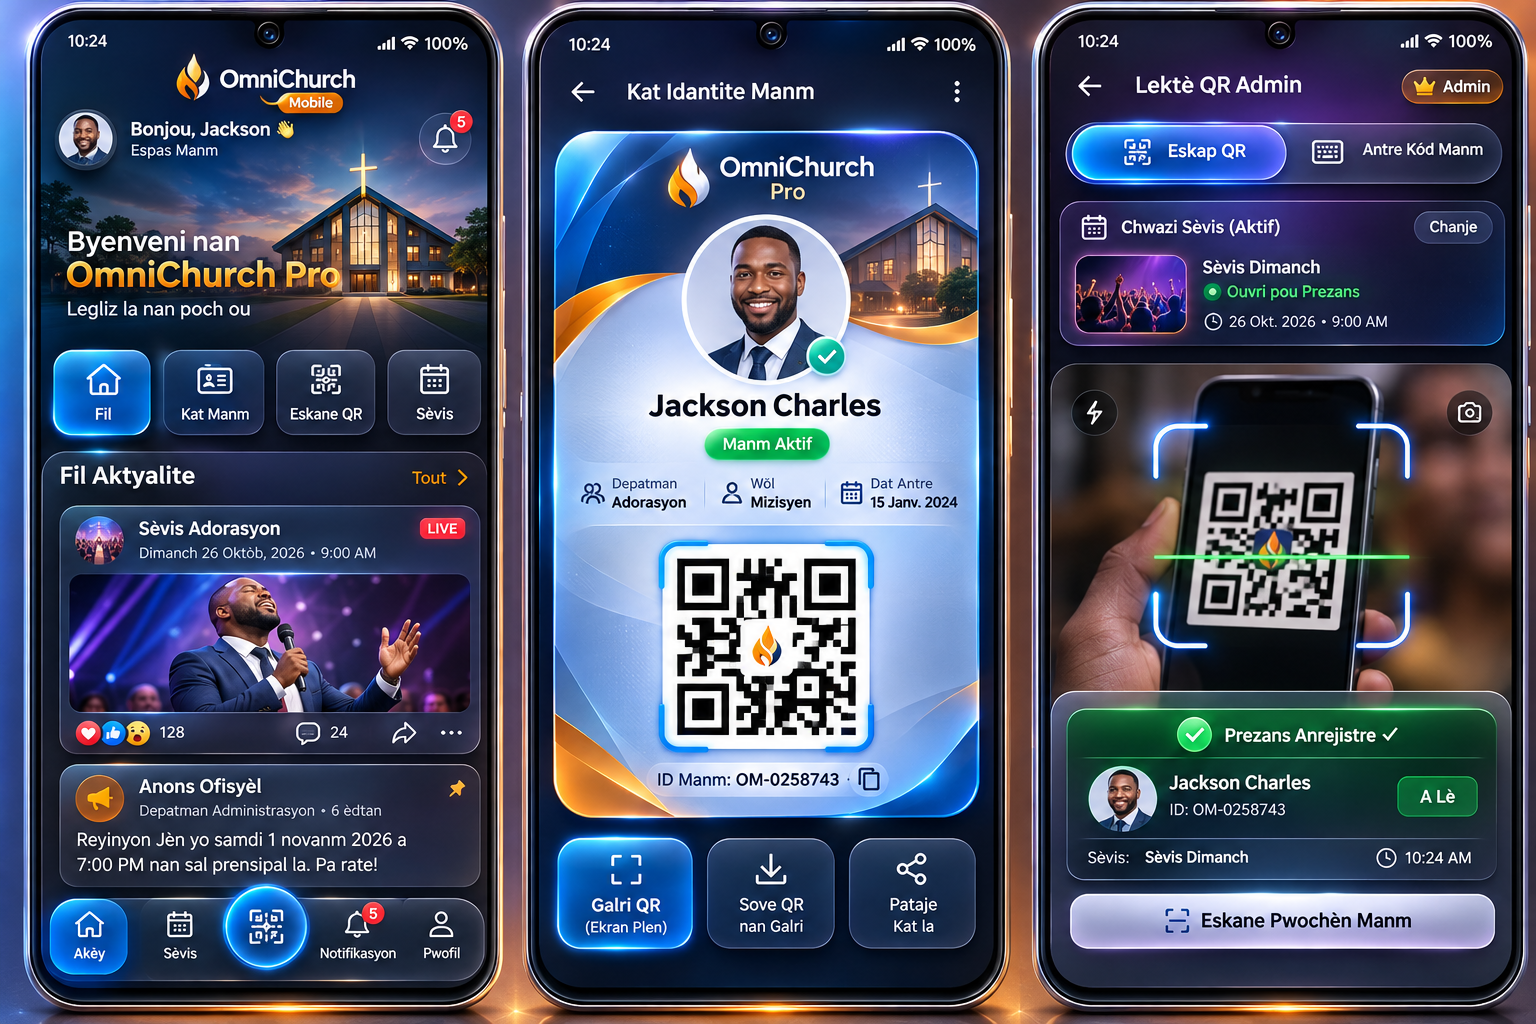 10:24
100%
OmniChurch
Mobile
Bonjou, Jackson 👋
Espas Manm
5
Byenveni nan
OmniChurch Pro
Legliz la nan poch ou
Fil
Kat Manm
Eskane QR
Sèvis
Fil Aktyalite
Tout
Sèvis Adorasyon
LIVE
Dimanch 26 Oktòb, 2026 • 9:00 AM
128
24
Anons Ofisyèl
Depatman Administrasyon • 6 èdtan
Reyinyon Jèn yo samdi 1 novanm 2026 a
7:00 PM nan sal prensipal la. Pa rate!
Akèy
Sèvis
5
Notifikasyon
Pwofil
10:24
100%
Kat Idantite Manm
OmniChurch
Pro
Jackson Charles
Manm Aktif
Depatman
Adorasyon
Wòl
Mizisyen
Dat Antre
15 Janv. 2024
ID Manm: OM-0258743
Galri QR
(Ekran Plen)
Sove QR
nan Galri
Pataje
Kat la
10:24
100%
Lektè QR Admin
Admin
Eskap QR
Antre Kód Manm
Chwazi Sèvis (Aktif)
Chanje
Sèvis Dimanch
Ouvri pou Prezans
26 Okt. 2026 • 9:00 AM
Prezans Anrejistre ✓
Jackson Charles
ID: OM-0258743
A Lè
Sèvis: Sèvis Dimanch
10:24 AM
Eskane Pwochèn Manm